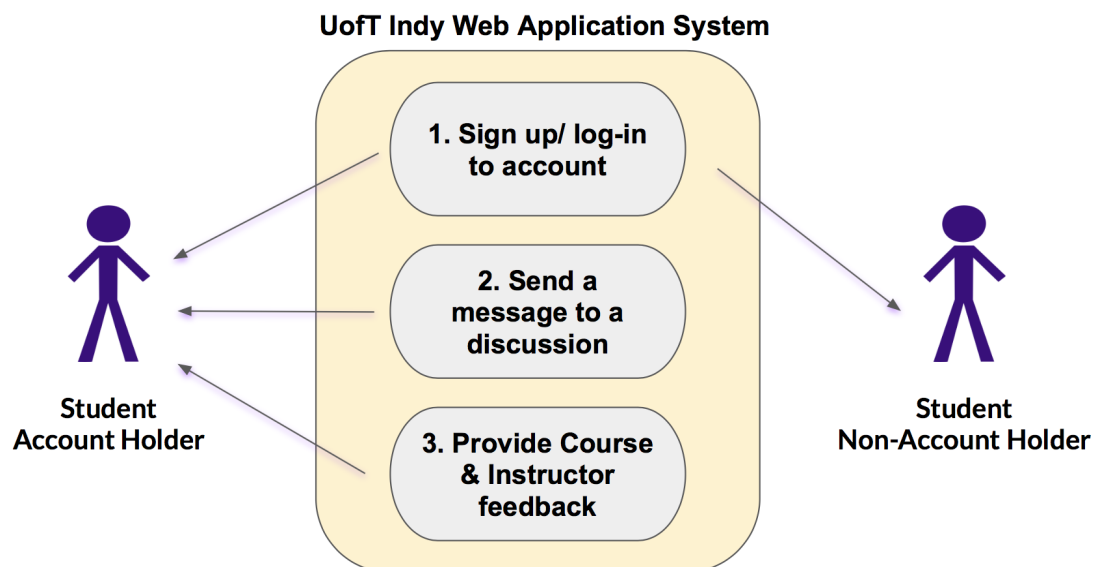 UofT Indy Web Application System
1. Sign up/ log-in
to account
2. Send a
message to a
discussion
3. Provide Course
& Instructor
feedback
Student
Account Holder
Student
Non-Account Holder